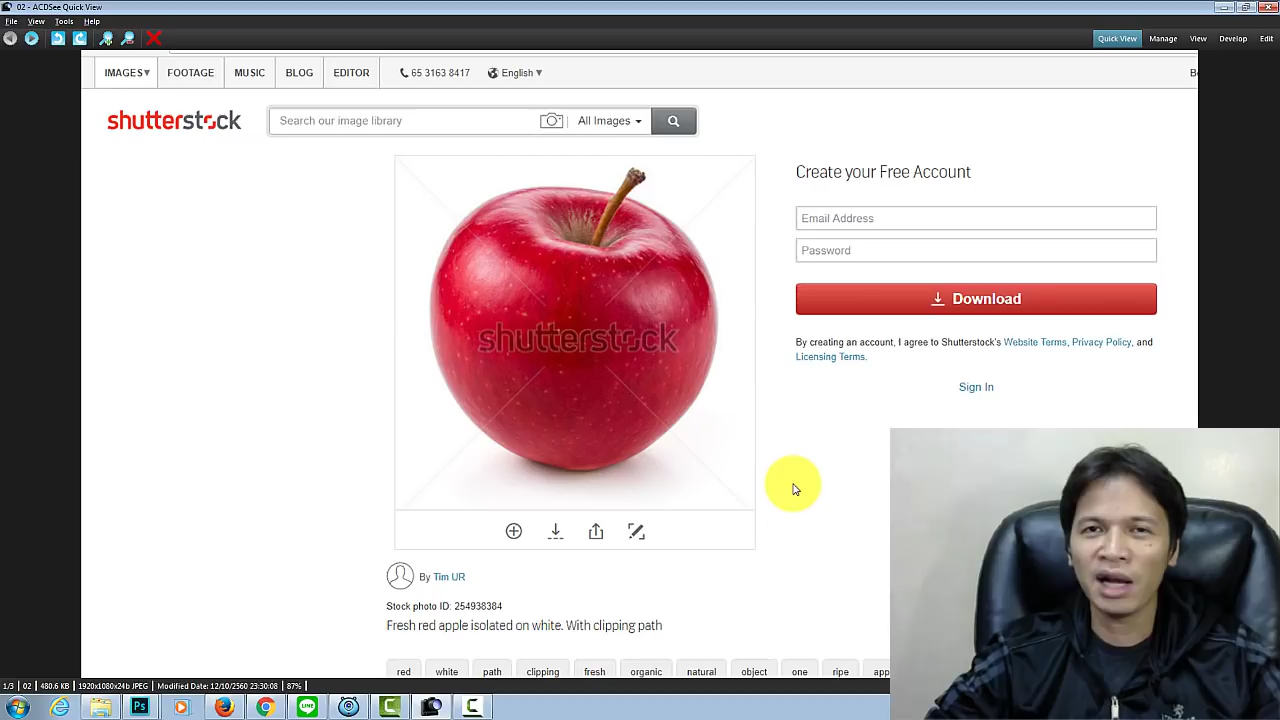 02 - ACDSee Quick View
File View Tools Help
Quick View Manage View Develop Edit
IMAGES FOOTAGE MUSIC BLOG EDITOR 65 3163 8417 English
shutterstock Search our image library All Images
Create your Free Account
Email Address
Password
Download
shutterstock
By creating an account, I agree to Shutterstock's Website Terms, Privacy Policy, and
Licensing Terms.
Sign In
By Tim UR
Stock photo ID: 254938384
Fresh red apple isolated on white. With clipping path
red white path clipping fresh organic natural object one ripe
1/3 02 480.6 KB 1920x1080x24b JPEG Modified Date: 12/10/2560 23:30:08 87%
Ps LINE C C